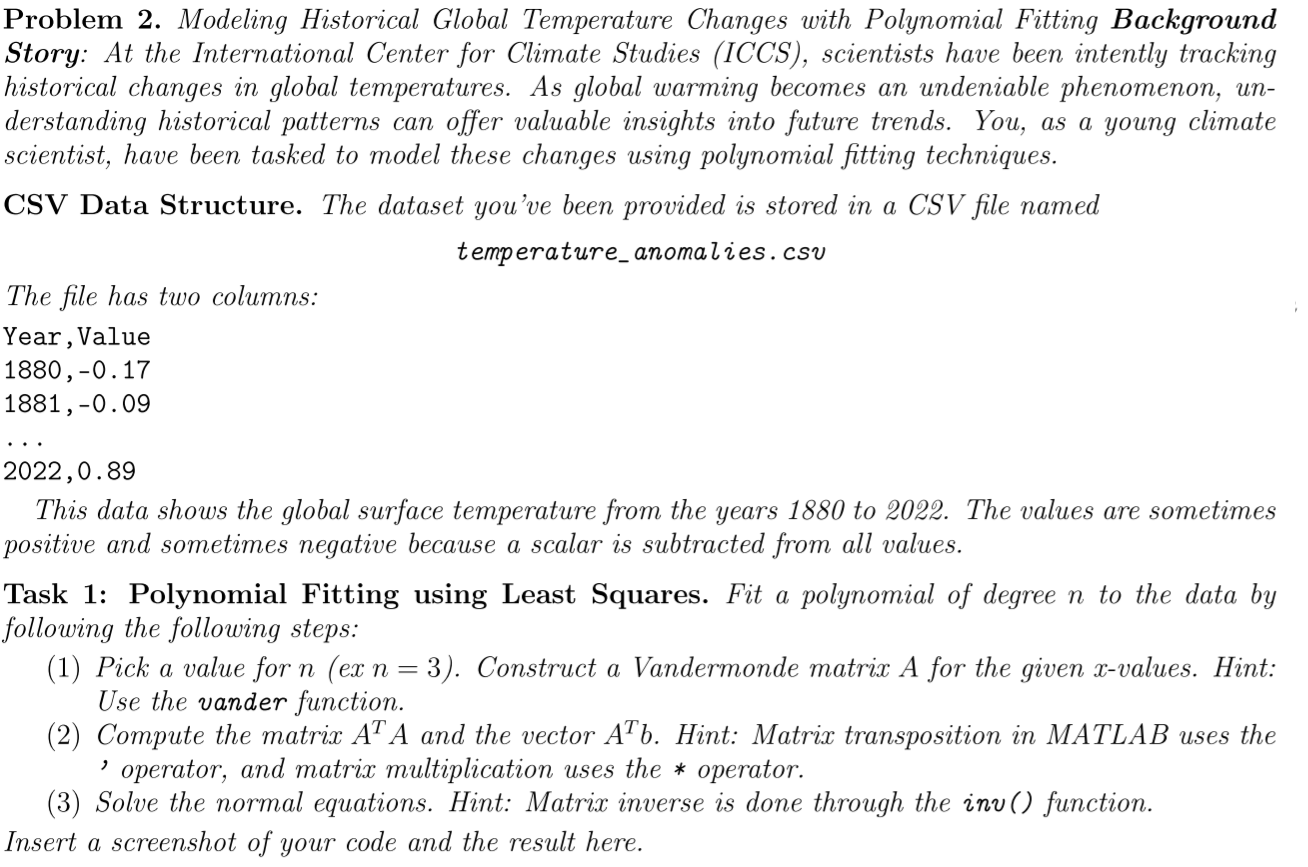 Problem 2. Modeling Historical Global Temperature Changes with Polynomial Fitting Background
Story: At the International Center for Climate Studies (ICCS), scientists have been intently tracking
historical changes in global temperatures. As global warming becomes an undeniable phenomenon, un-
derstanding historical patterns can offer valuable insights into future trends. You, as a young climate
scientist, have been tasked to model these changes using polynomial fitting techniques.
CSV Data Structure. The dataset you've been provided is stored in a CSV file named
temperature_anomalies.csv
The file has two columns:
Year,Value
1880,-0.17
1881,-0.09
...
2022,0.89
This data shows the global surface temperature from the years 1880 to 2022. The values are sometimes
positive and sometimes negative because a scalar is subtracted from all values.
Task 1: Polynomial Fitting using Least Squares. Fit a polynomial of degree n to the data by
following the following steps:
(1) Pick a value for n (ex n = 3). Construct a Vandermonde matrix A for the given x-values. Hint:
Use the vander function.
(2) Compute the matrix AᵀA and the vector Aᵀb. Hint: Matrix transposition in MATLAB uses the
' operator, and matrix multiplication uses the * operator.
(3) Solve the normal equations. Hint: Matrix inverse is done through the inv() function.
Insert a screenshot of your code and the result here.